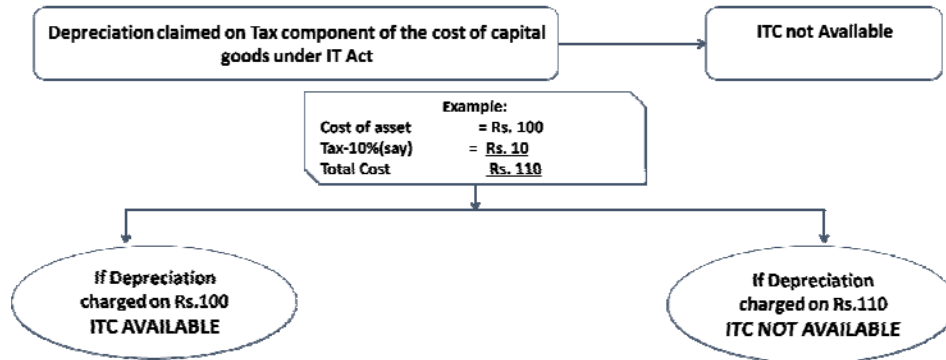 Depreciation claimed on Tax component of the cost of capital
goods under IT Act
ITC not Available
Example:
Cost of asset = Rs. 100
Tax-10%(say) = Rs. 10
Total Cost Rs. 110
If Depreciation
charged on Rs.100
ITC AVAILABLE
If Depreciation
charged on Rs.110
ITC NOT AVAILABLE